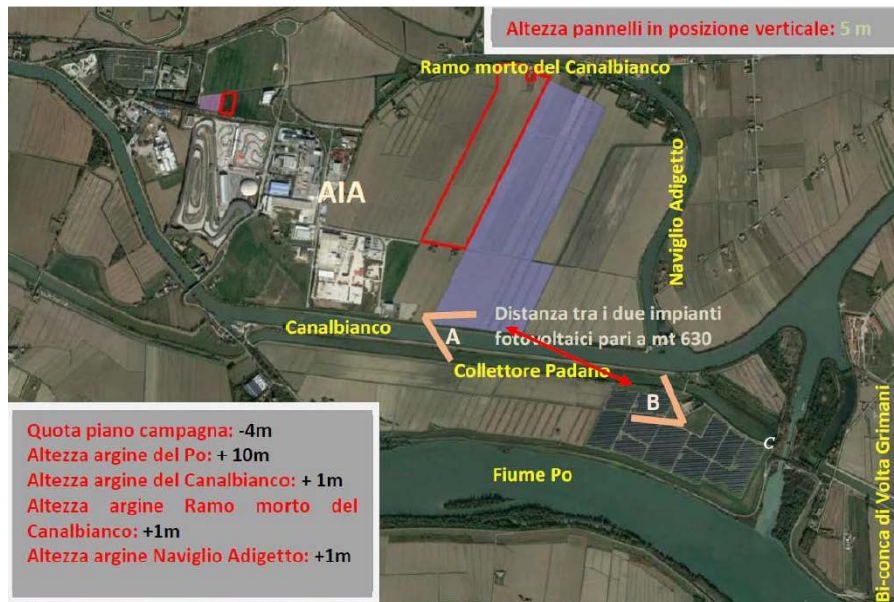 Altezza pannelli in posizione verticale: 5 m
Ramo morto del Canalbianco
AIA
Naviglio Adigetto
Distanza tra i due impianti
fotovoltaici pari a mt 630
Canalbianco
A
Collettore Padano
B
C
Quota piano campagna: -4m
Altezza argine del Po: + 10m
Altezza argine del Canalbianco: + 1m
Altezza argine Ramo morto del
Canalbianco: +1m
Altezza argine Naviglio Adigetto: +1m
Fiume Po
Bi-conca di Volta Grimani